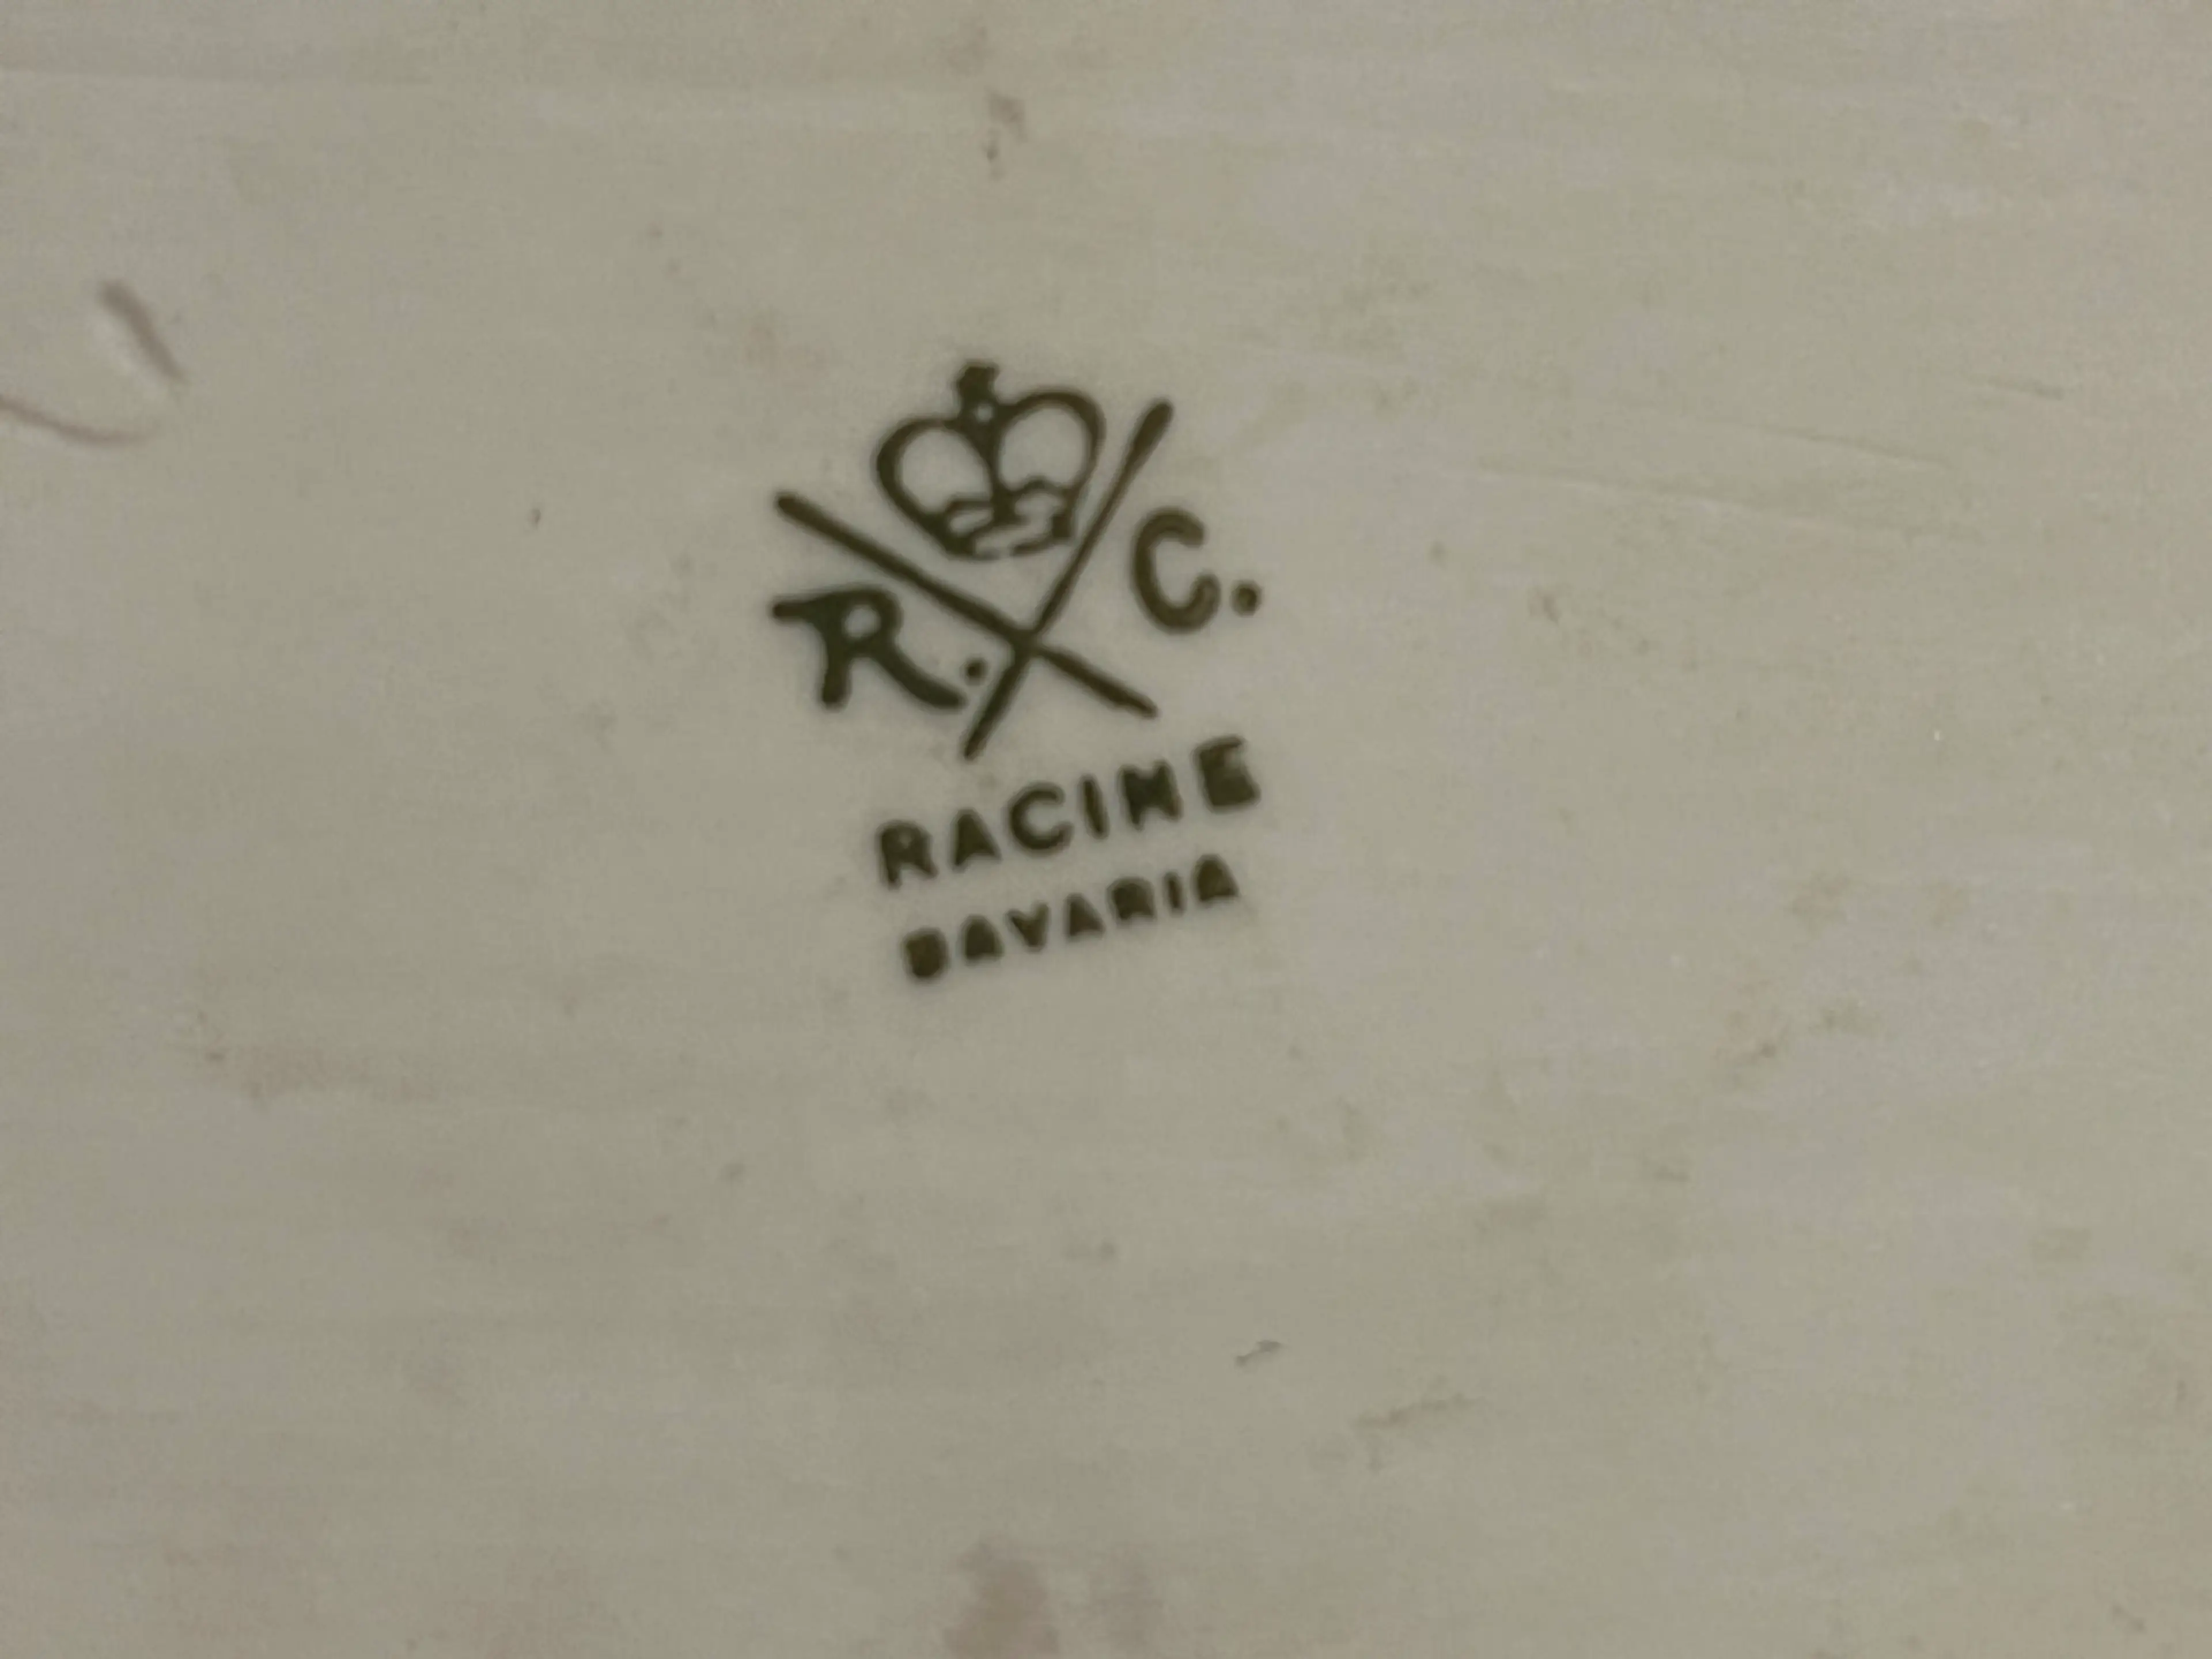 R. C.
RACINE
BAVARIA